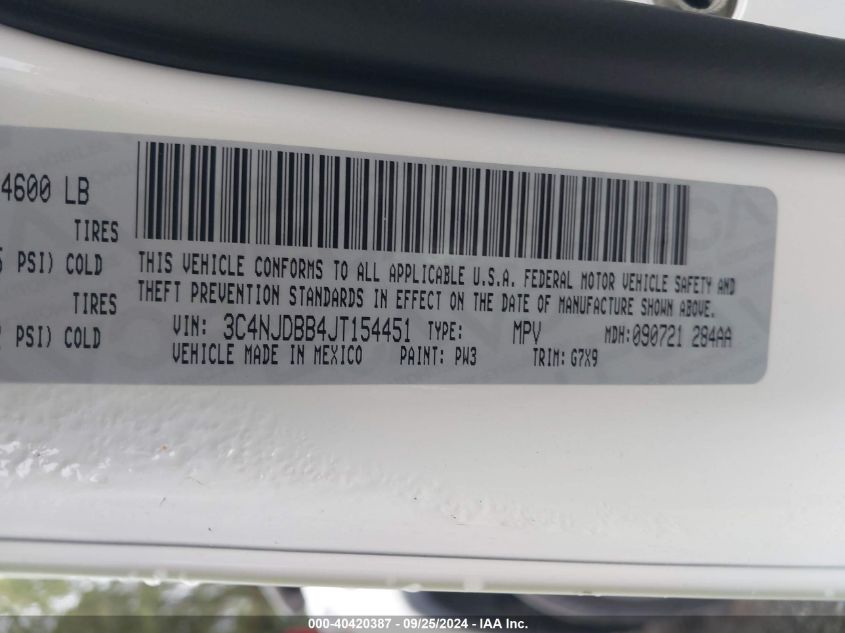 4600 LB
TIRES
PSI) COLD
TIRES
PSI) COLD
THIS VEHICLE CONFORMS TO ALL APPLICABLE U.S.A. FEDERAL MOTOR VEHICLE SAFETY AND
THEFT PREVENTION STANDARDS IN EFFECT ON THE DATE OF MANUFACTURE SHOWN ABOVE.
VIN: 3C4NJDBB4JT154451 TYPE: MPV MDH:090721 284AA
VEHICLE MADE IN MEXICO PAINT: PW3 TRIM: G7X9
000-40420387 - 09/25/2024 - IAA Inc.